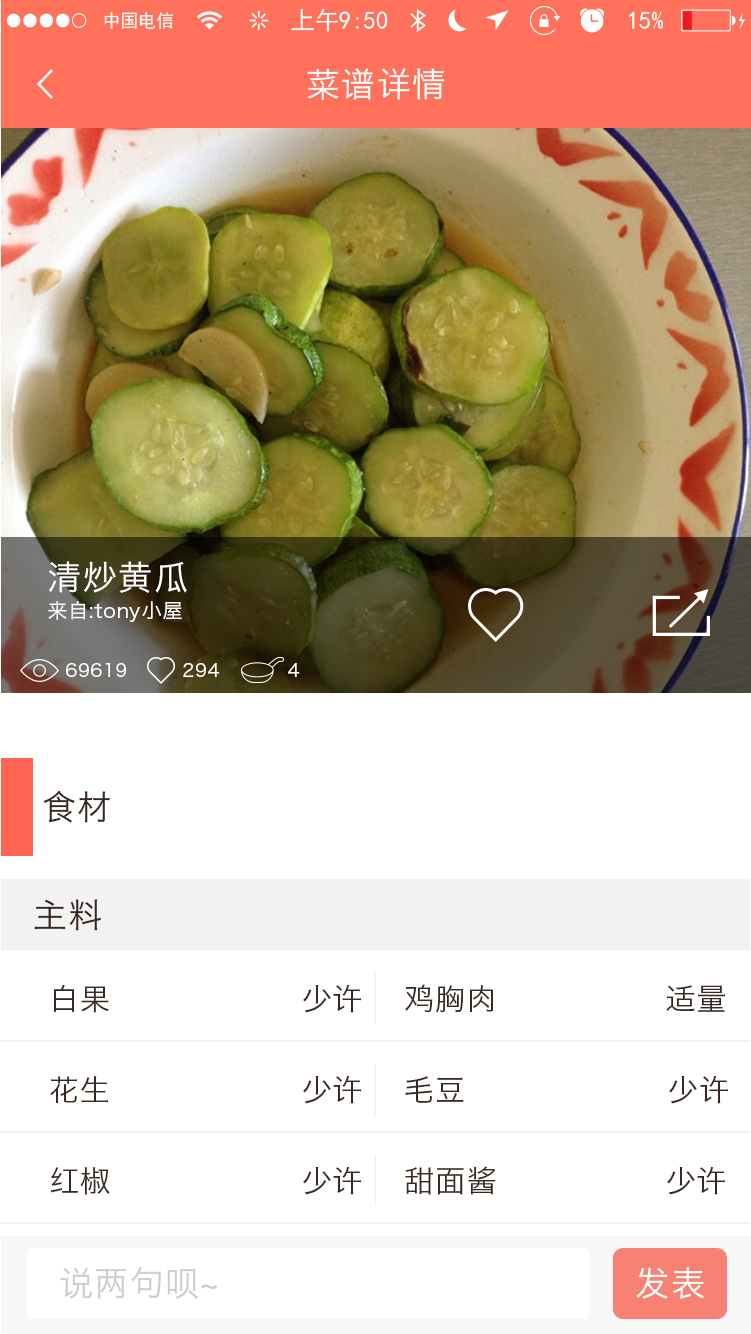 中国电信 上午9:50 15%
菜谱详情
清炒黄瓜
来自:tony小屋
69619 294 4
食材
主料
白果 少许 鸡胸肉 适量
花生 少许 毛豆 少许
红椒 少许 甜面酱 少许
说两句呗~ 发表